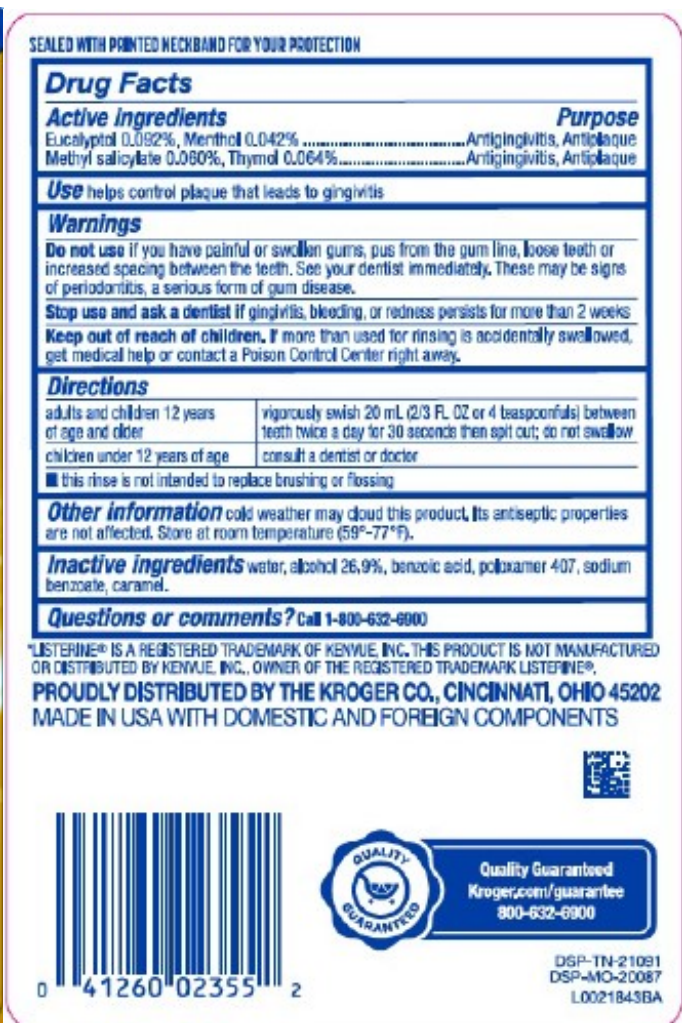 SEALED WITH PRINTED NECKBAND FOR YOUR PROTECTION
Drug Facts
Active ingredients Purpose
Eucalyptol 0.092%, Menthol 0.042% ........................................Antigingivitis, Antiplaque
Methyl salicylate 0.060%, Thymol 0.064%...............................Antigingivitis, Antiplaque
Use helps control plaque that leads to gingivitis
Warnings
Do not use if you have painful or swollen gums, pus from the gum line, loose teeth or
increased spacing between the teeth. See your dentist immediately. These may be signs
of periodontitis, a serious form of gum disease.
Stop use and ask a dentist if gingivitis, bleeding, or redness persists for more than 2 weeks
Keep out of reach of children. If more than used for rinsing is accidentally swallowed,
get medical help or contact a Poison Control Center right away.
Directions
adults and children 12 years vigorously swish 20 mL (2/3 FL OZ or 4 teaspoonfuls) between
of age and older teeth twice a day for 30 seconds then spit out; do not swallow
children under 12 years of age consult a dentist or doctor
■ this rinse is not intended to replace brushing or flossing
Other information cold weather may cloud this product. Its antiseptic properties
are not affected. Store at room temperature (59°-77°F).
Inactive ingredients water, alcohol 26.9%, benzoic acid, poloxamer 407, sodium
benzoate, caramel.
Questions or comments? Call 1-800-632-6900
*LISTERINE® IS A REGISTERED TRADEMARK OF KENVUE, INC. THIS PRODUCT IS NOT MANUFACTURED
OR DISTRIBUTED BY KENVUE, INC., OWNER OF THE REGISTERED TRADEMARK LISTERINE®.
PROUDLY DISTRIBUTED BY THE KROGER CO., CINCINNATI, OHIO 45202
MADE IN USA WITH DOMESTIC AND FOREIGN COMPONENTS
QUALITY
GUARANTEED
Quality Guaranteed
Kroger.com/guarantee
800-632-6900
DSP-TN-21091
DSP-MO-20087
L0021843BA
0 41260 02355 2